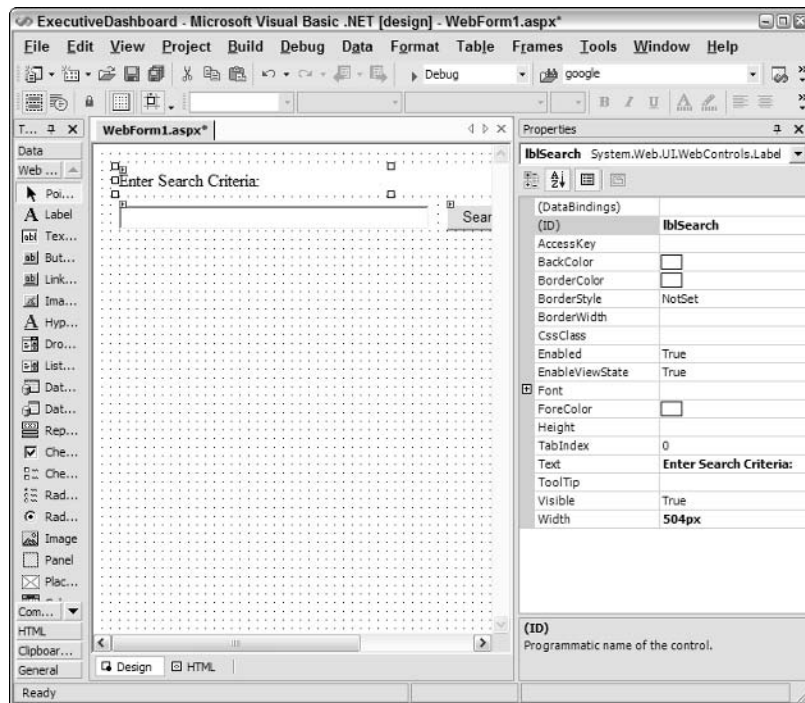 ExecutiveDashboard - Microsoft Visual Basic .NET [design] - WebForm1.aspx*
File Edit View Project Build Debug Data Format Table Frames Tools Window Help
Debug google
B I U A
T... WebForm1.aspx* Properties
Data
Web ...
Poi...
A Label
abl Tex...
ab But...
ab Link...
Ima...
A Hyp...
Dro...
List...
Dat...
Dat...
Rep...
Che...
Che...
Rad...
Rad...
Image
Panel
Plac...
Com...
HTML
Clipboar...
General
Enter Search Criteria:
Sear
Design HTML
lblSearch System.Web.UI.WebControls.Label
(DataBindings)
(ID) lblSearch
AccessKey
BackColor
BorderColor
BorderStyle NotSet
BorderWidth
CssClass
Enabled True
EnableViewState True
Font
ForeColor
Height
TabIndex 0
Text Enter Search Criteria:
ToolTip
Visible True
Width 504px
(ID)
Programmatic name of the control.
Ready